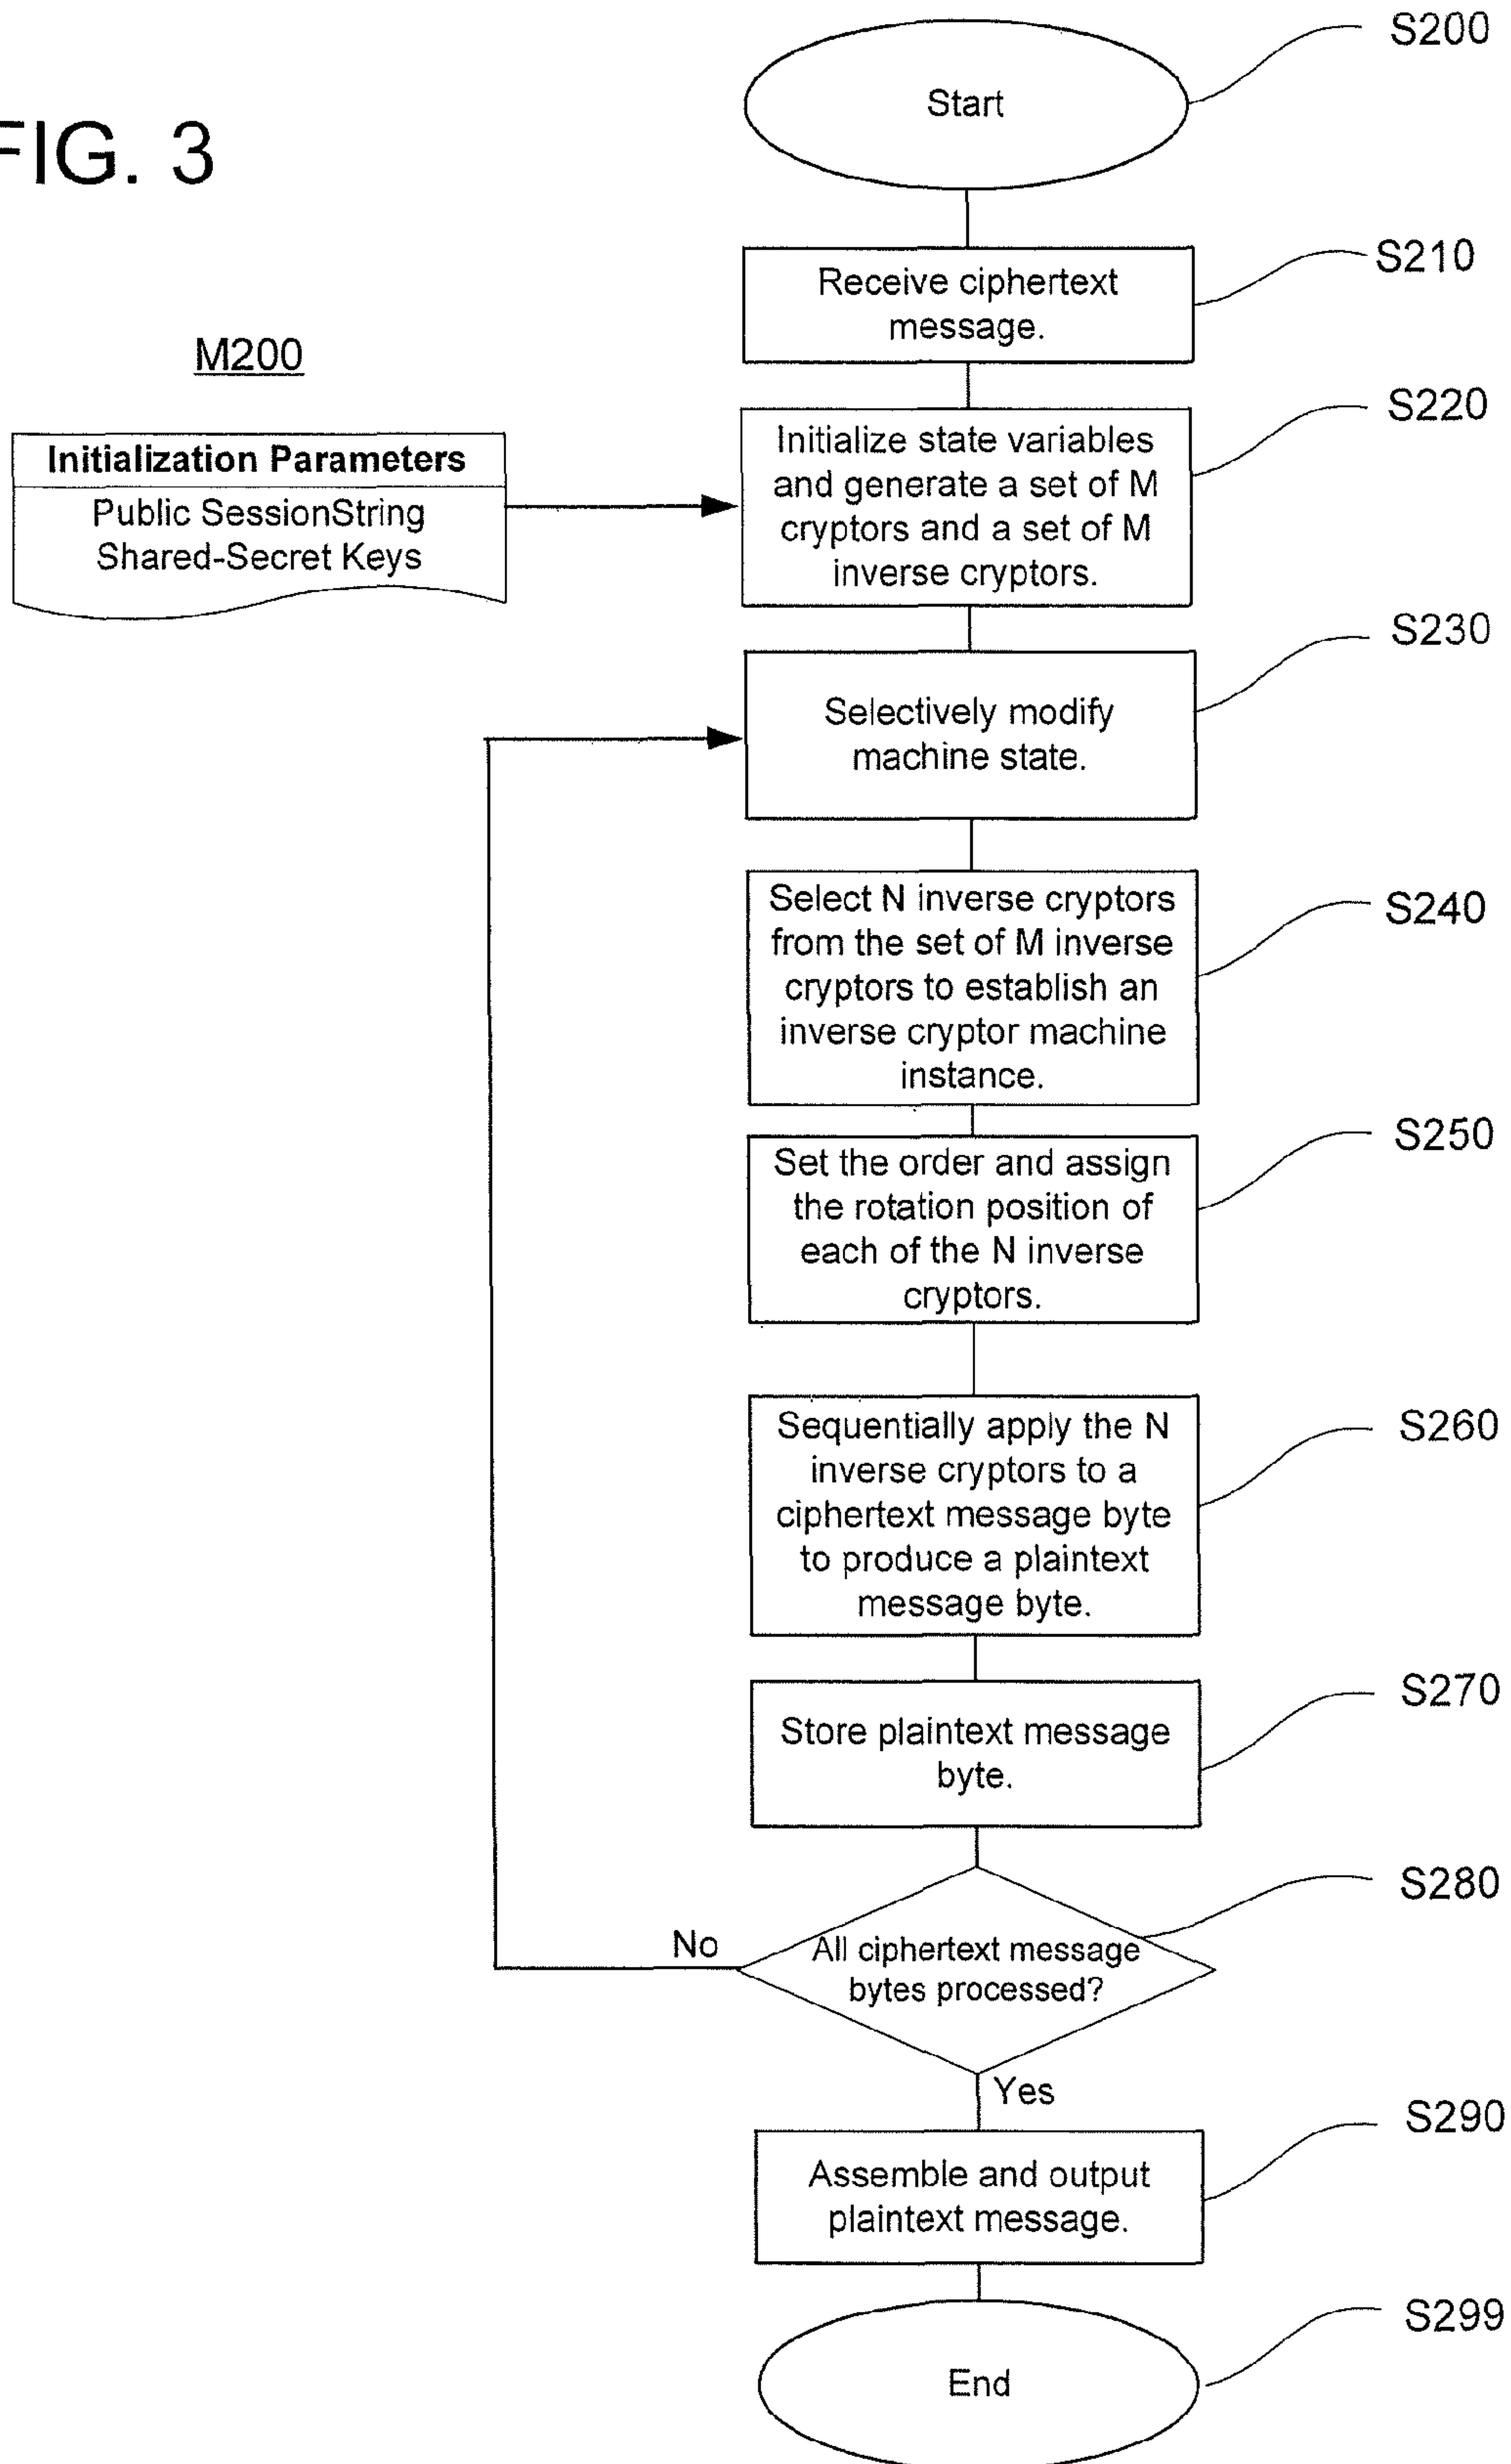 FIG. 3
Start
S200
Receive ciphertext
message.
S210
M200
Initialization Parameters
Public SessionString
Shared-Secret Keys
Initialize state variables
and generate a set of M
cryptors and a set of M
inverse cryptors.
S220
Selectively modify
machine state.
S230
Select N inverse cryptors
from the set of M inverse
cryptors to establish an
inverse cryptor machine
instance.
S240
Set the order and assign
the rotation position of
each of the N inverse
cryptors.
S250
Sequentially apply the N
inverse cryptors to a
ciphertext message byte
to produce a plaintext
message byte.
S260
Store plaintext message
byte.
S270
All ciphertext message
bytes processed?
S280
No
Yes
Assemble and output
plaintext message.
S290
End
S299